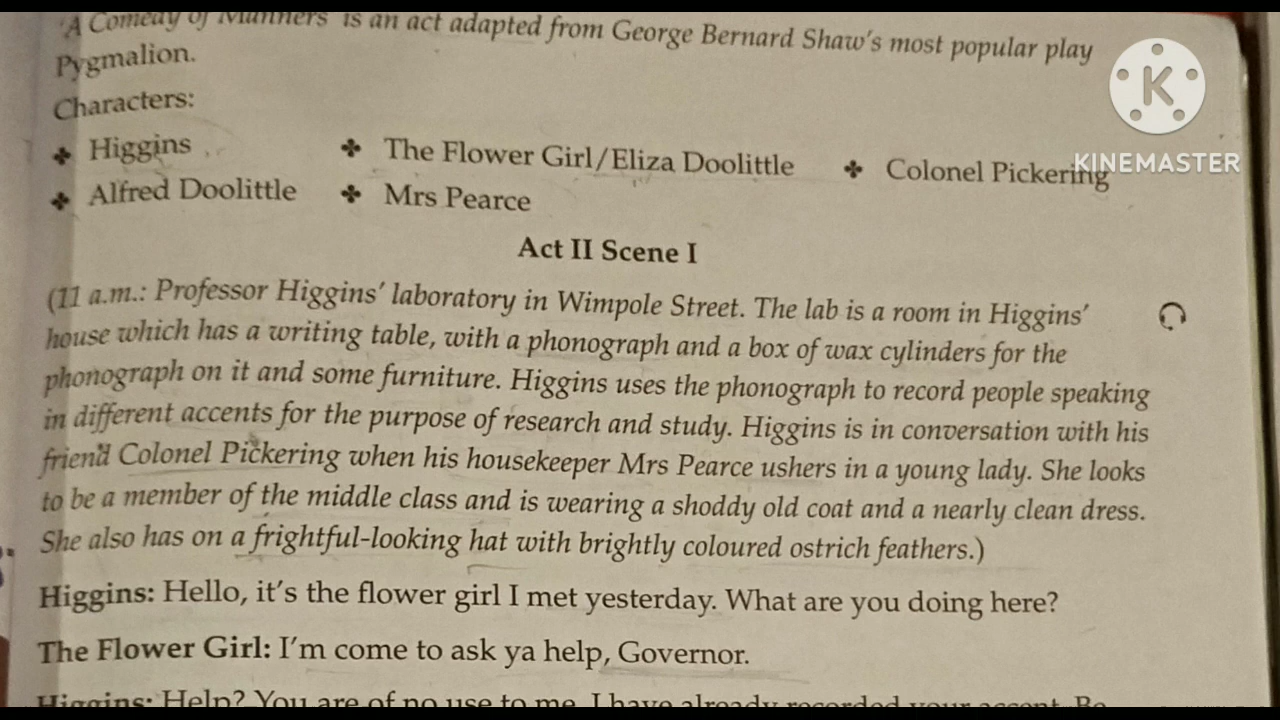 'A Comedy of Manners' is an act adapted from George Bernard Shaw's most popular play
Pygmalion.
Characters:
❖ Higgins ❖ The Flower Girl/Eliza Doolittle ❖ Colonel Pickering
❖ Alfred Doolittle ❖ Mrs Pearce
K
KINEMASTER
Act II Scene I
(11 a.m.: Professor Higgins' laboratory in Wimpole Street. The lab is a room in Higgins'
house which has a writing table, with a phonograph and a box of wax cylinders for the
phonograph on it and some furniture. Higgins uses the phonograph to record people speaking
in different accents for the purpose of research and study. Higgins is in conversation with his
friend Colonel Pickering when his housekeeper Mrs Pearce ushers in a young lady. She looks
to be a member of the middle class and is wearing a shoddy old coat and a nearly clean dress.
She also has on a frightful-looking hat with brightly coloured ostrich feathers.)
Higgins: Hello, it's the flower girl I met yesterday. What are you doing here?
The Flower Girl: I'm come to ask ya help, Governor.
Higgins: Help? You are of no use to me. I have already recorded your accent. Be